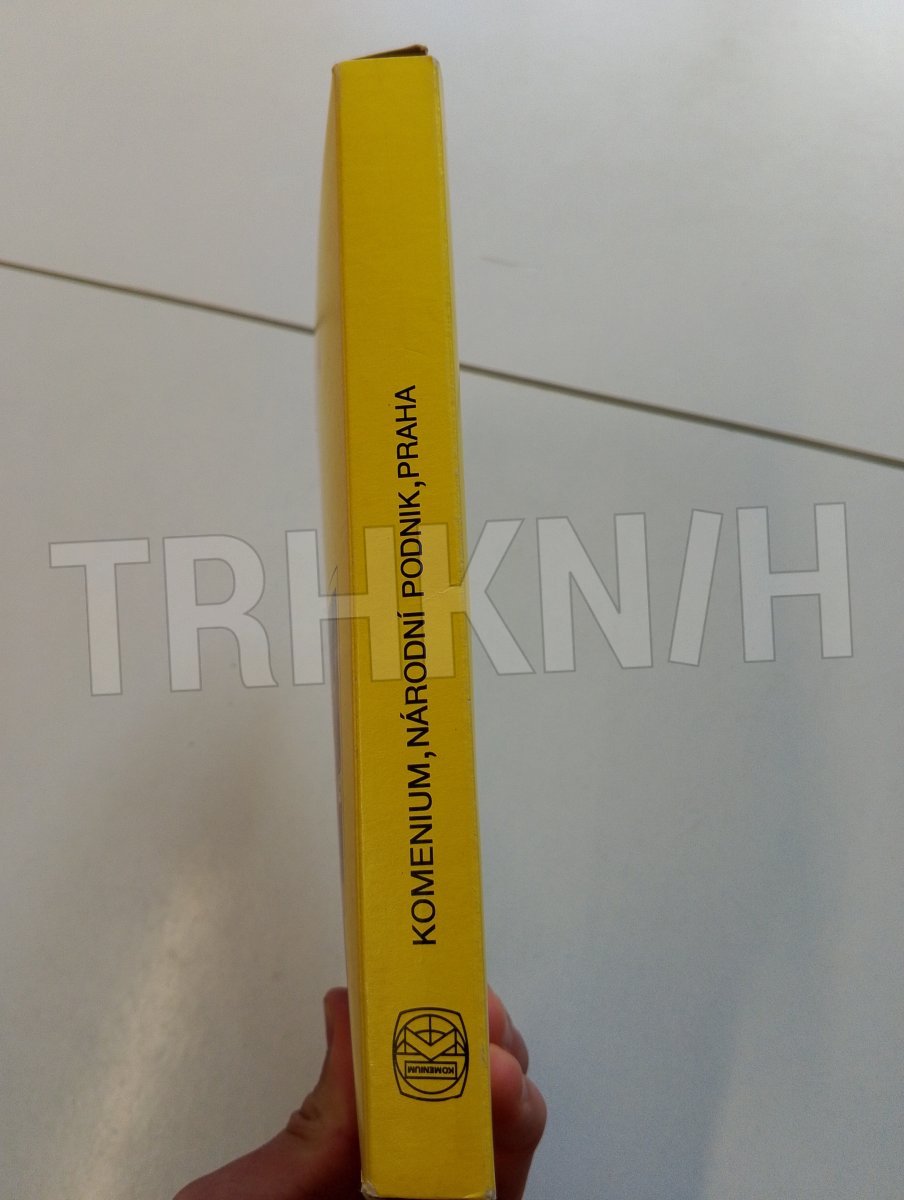 KOMENIUM, NÁRODNÍ PODNIK, PRAHA
KOMENIUM
TRHKNIH